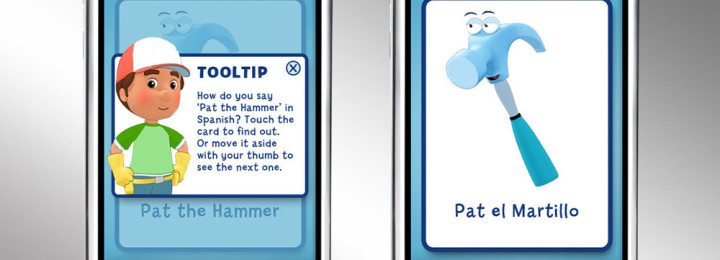 TOOLTIP
How do you say
'Pat the Hammer' in
Spanish? Touch the
card to find out.
Or move it aside
with your thumb to
see the next one.
Pat the Hammer
Pat el Martillo